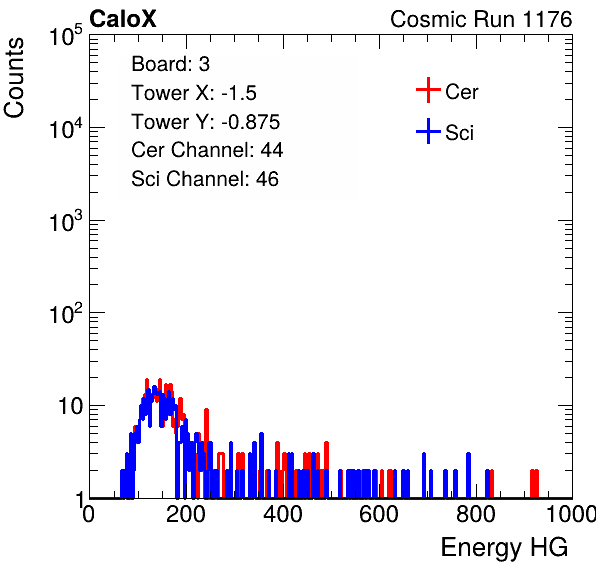 CaloX Cosmic Run 1176
Counts
10^5
10^4
10^3
10^2
10
1
Board: 3
Tower X: -1.5
Tower Y: -0.875
Cer Channel: 44
Sci Channel: 46
Cer
Sci
0 200 400 600 800 1000
Energy HG